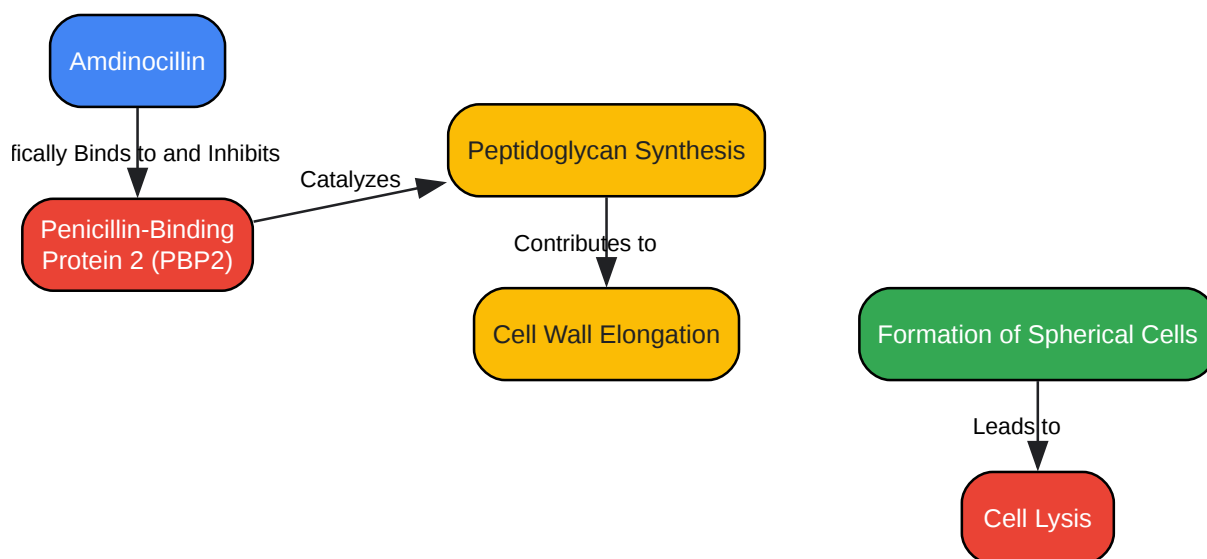 Amdinocillin
fically Binds to and Inhibits
Penicillin-Binding
Protein 2 (PBP2)
Catalyzes
Peptidoglycan Synthesis
Contributes to
Cell Wall Elongation
Formation of Spherical Cells
Leads to
Cell Lysis